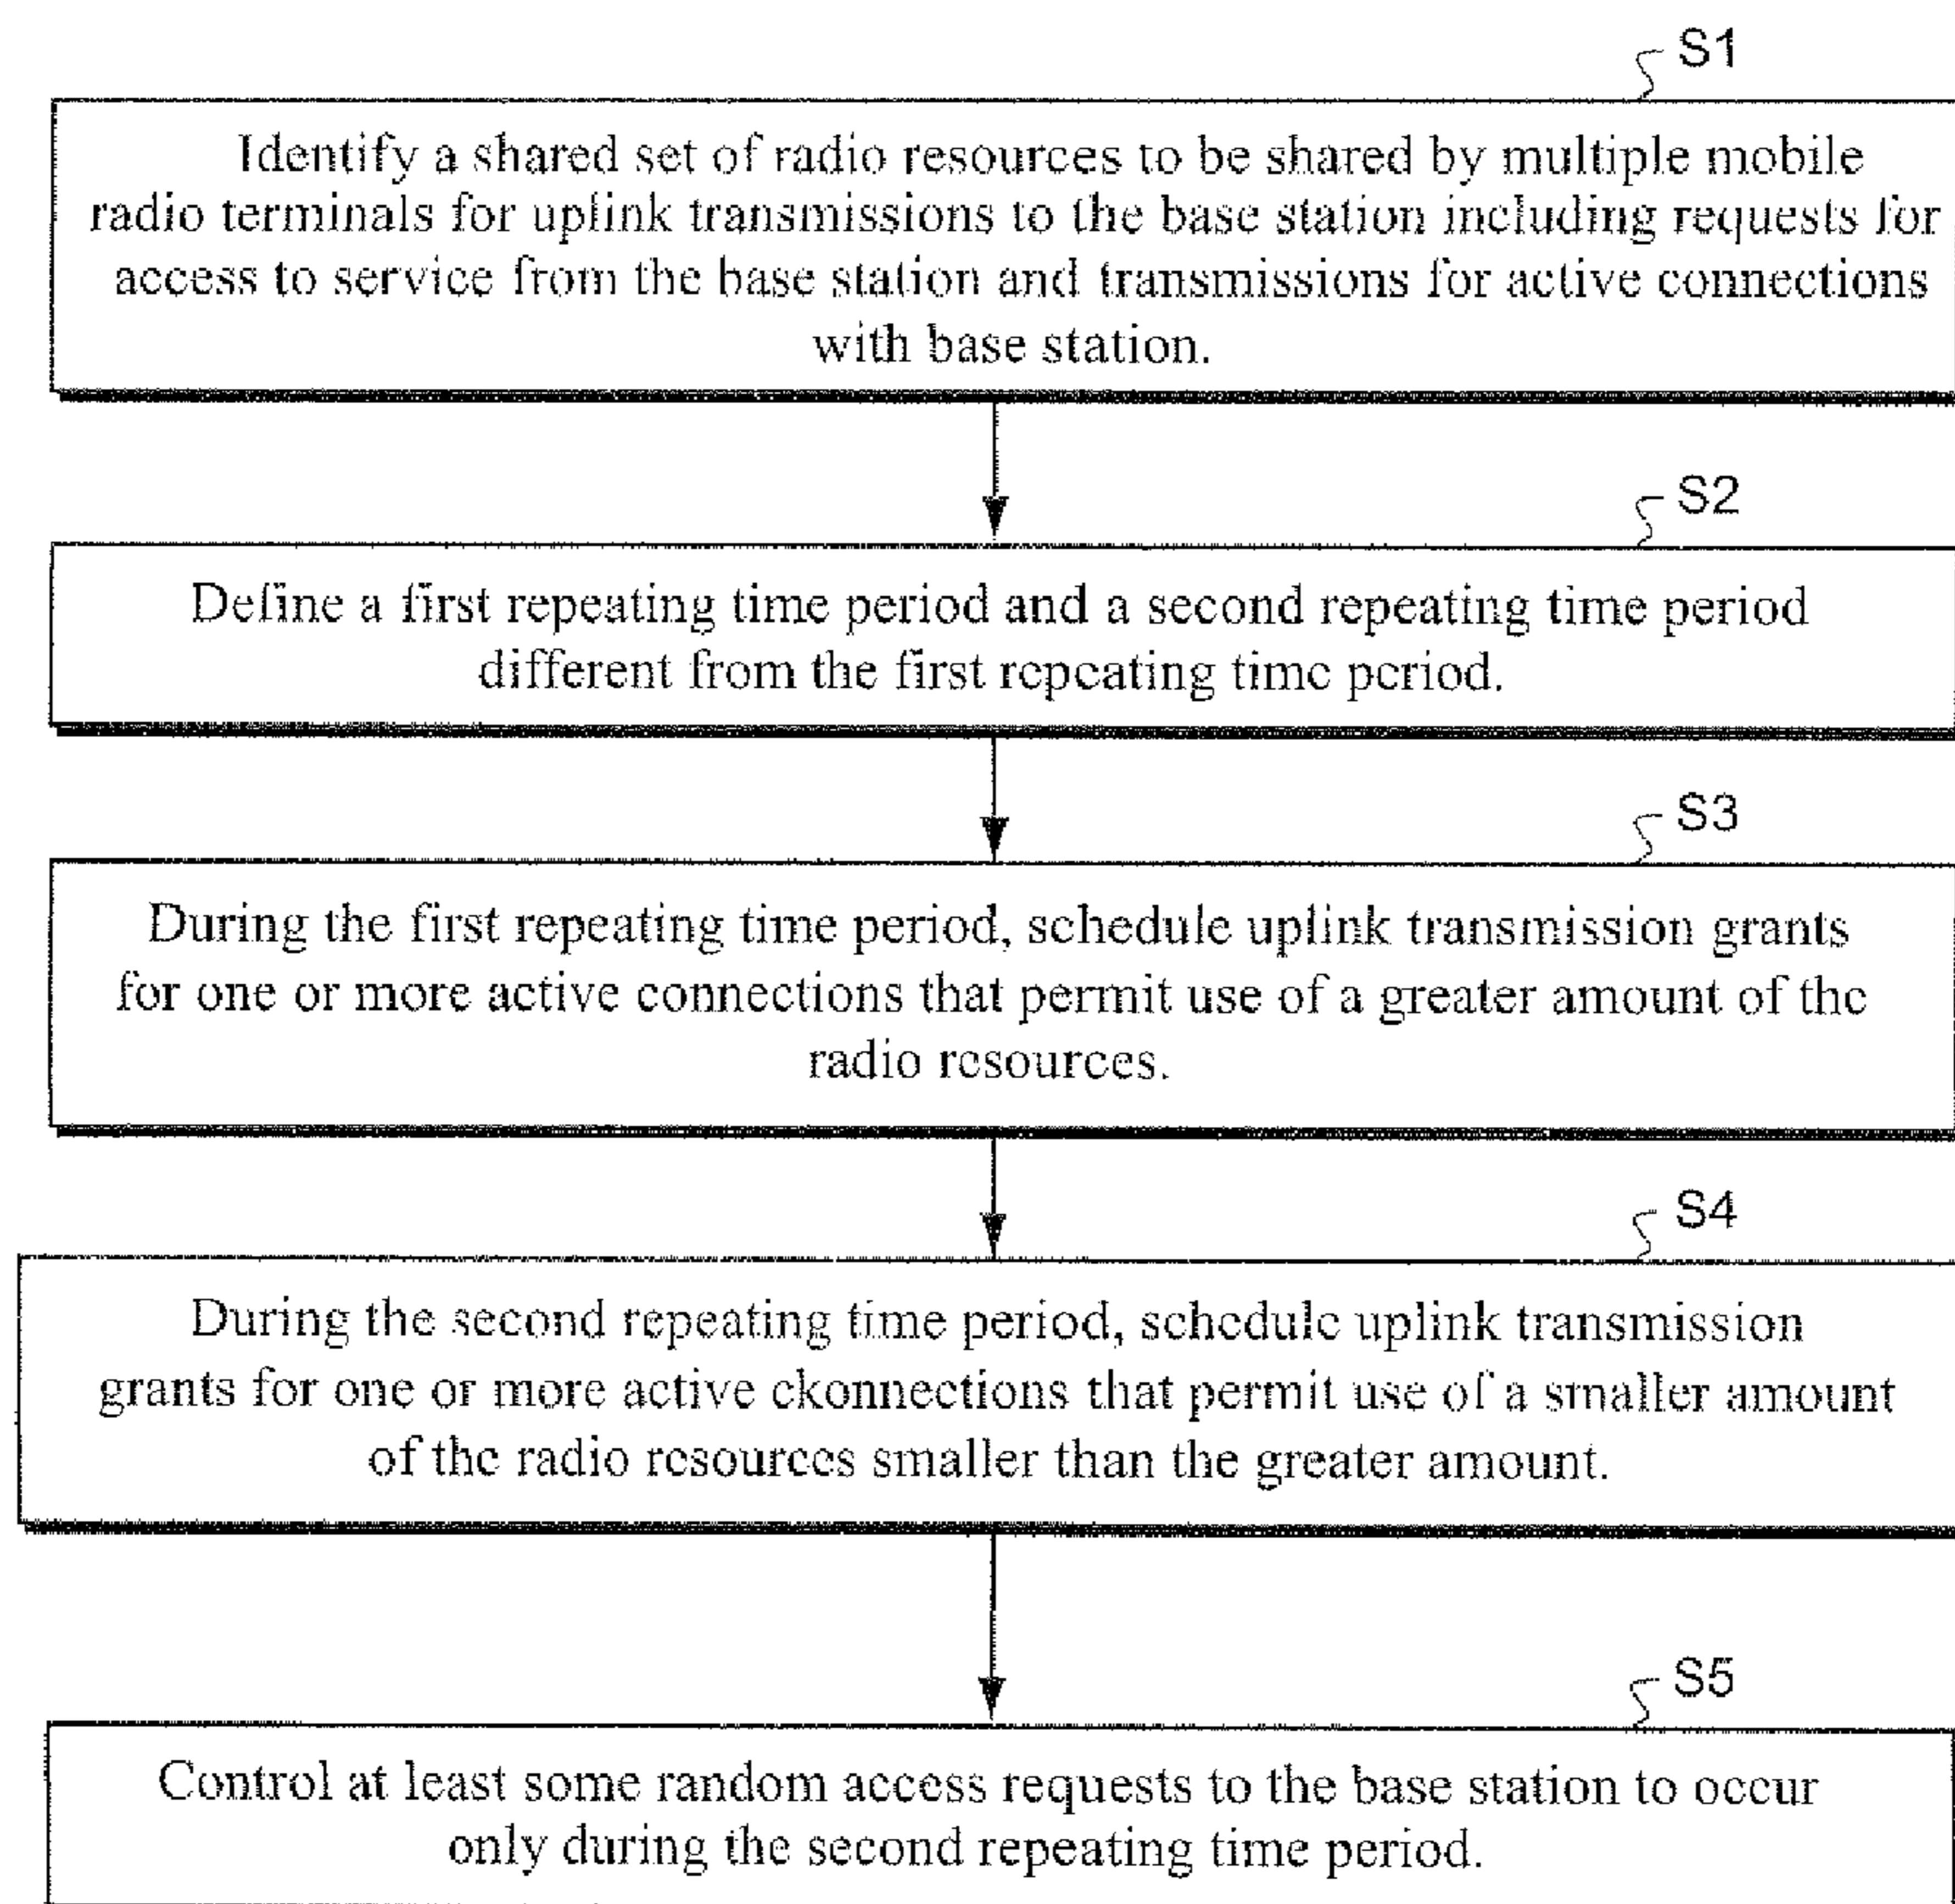 S1
Identify a shared set of radio resources to be shared by multiple mobile
radio terminals for uplink transmissions to the base station including requests for
access to service from the base station and transmissions for active connections
with base station.
S2
Define a first repeating time period and a second repeating time period
different from the first repeating time period.
S3
During the first repeating time period, schedule uplink transmission grants
for one or more active connections that permit use of a greater amount of the
radio resources.
S4
During the second repeating time period, schedule uplink transmission
grants for one or more active ckonnections that permit use of a smaller amount
of the radio resources smaller than the greater amount.
S5
Control at least some random access requests to the base station to occur
only during the second repeating time period.